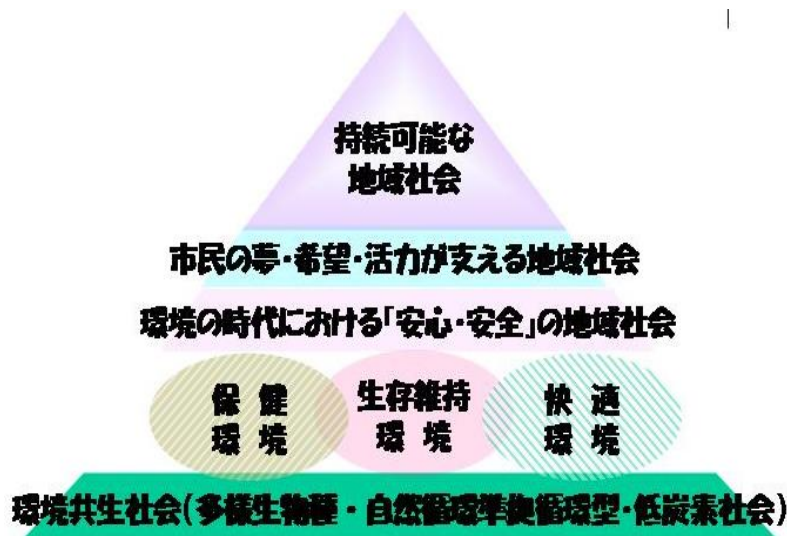 持続可能な
地域社会
市民の夢・希望・活力が支える地域社会
環境の時代における「安心・安全」の地域社会
保健
環境
生存維持
環境
快適
環境
環境共生社会(多様生物種・自然循環準拠循環型・低炭素社会)